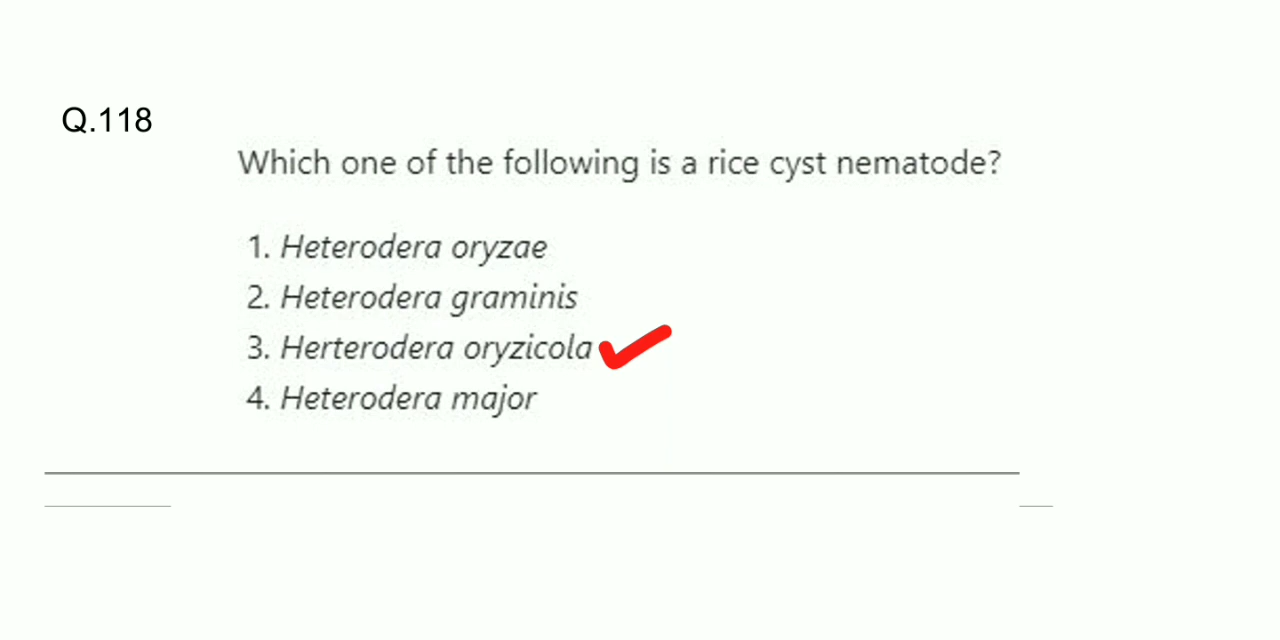 Q.118
Which one of the following is a rice cyst nematode?
1. Heterodera oryzae
2. Heterodera graminis
3. Herterodera oryzicola
4. Heterodera major